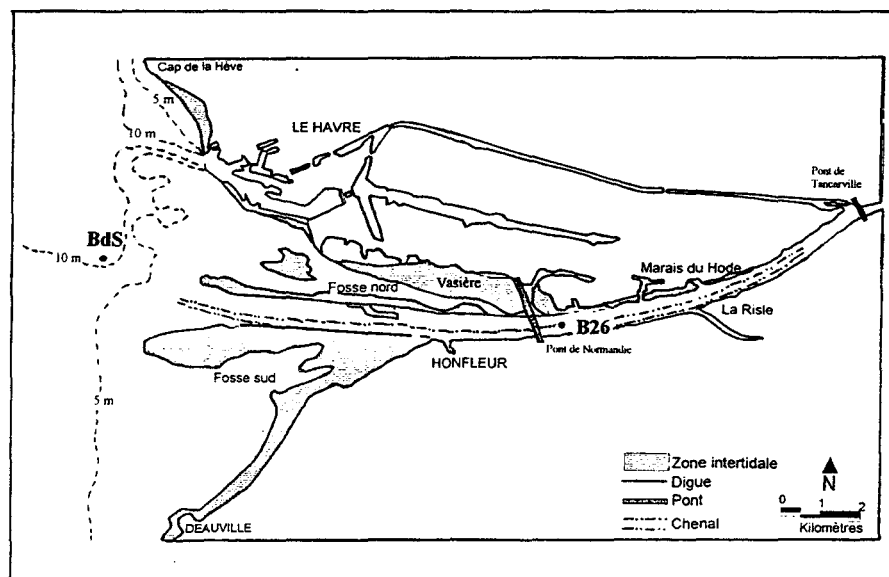 Cap de la Hève
5 m
10 m
LE HAVRE
Pont de
Tancarville
BdS
10 m
Marais du Hode
Vasière
Fosse nord
La Risle
B26
Pont de Normandie
HONFLEUR
Fosse sud
5 m
Zone intertidale
Digue
Pont
Chenal
N
0 1 2
Kilomètres
DEAUVILLE